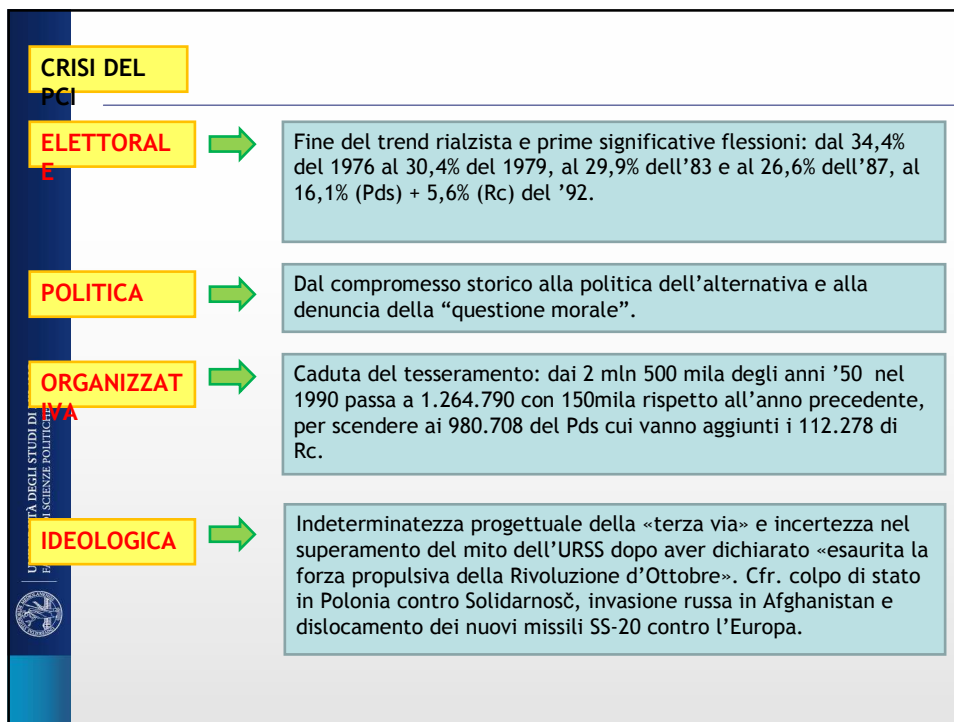 CRISI DEL
PCI
ELETTORAL
E
Fine del trend rialzista e prime significative flessioni: dal 34,4%
del 1976 al 30,4% del 1979, al 29,9% dell’83 e al 26,6% dell’87, al
16,1% (Pds) + 5,6% (Rc) del ’92.
POLITICA
Dal compromesso storico alla politica dell’alternativa e alla
denuncia della “questione morale”.
ORGANIZZAT
IVA
Caduta del tesseramento: dai 2 mln 500 mila degli anni ’50 nel
1990 passa a 1.264.790 con 150mila rispetto all’anno precedente,
per scendere ai 980.708 del Pds cui vanno aggiunti i 112.278 di
Rc.
IDEOLOGICA
Indeterminatezza progettuale della «terza via» e incertezza nel
superamento del mito dell’URSS dopo aver dichiarato «esaurita la
forza propulsiva della Rivoluzione d’Ottobre». Cfr. colpo di stato
in Polonia contro Solidarnosč, invasione russa in Afghanistan e
dislocamento dei nuovi missili SS-20 contro l’Europa.
DEGLI STUDI DI
DI SCIENZE POLITICHE